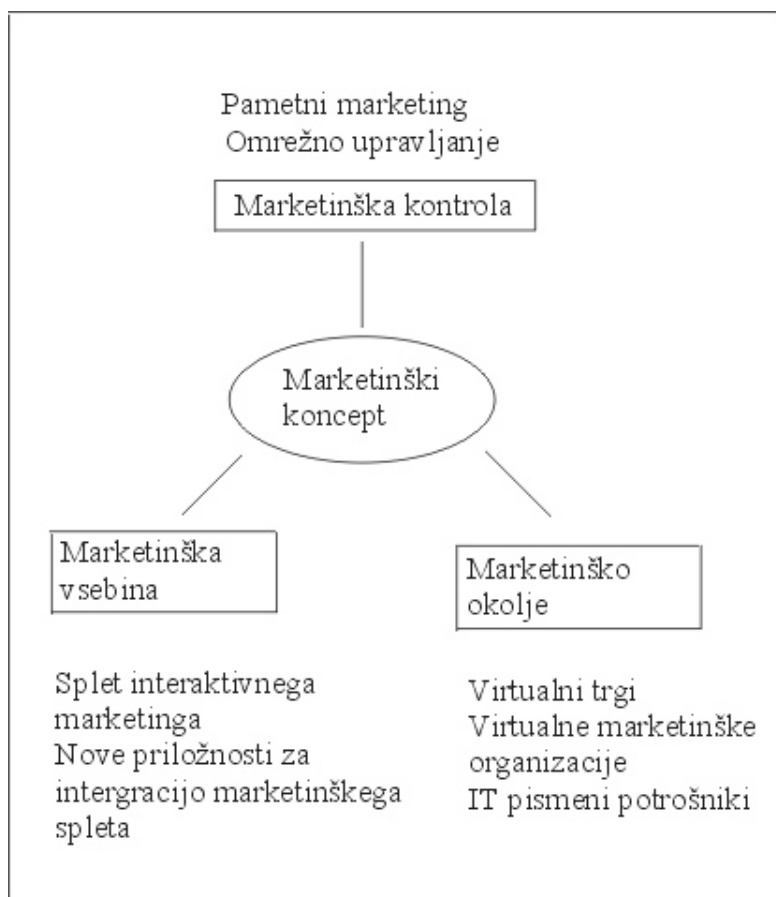 Pametni marketing
Omrežno upravljanje
Marketinška kontrola
Marketinški
koncept
Marketinška
vsebina
Splet interaktivnega
marketinga
Nove priložnosti za
intergracijo marketinškega
spleta
Marketinško
okolje
Virtualni trgi
Virtualne marketinške
organizacije
IT pismeni potrošniki